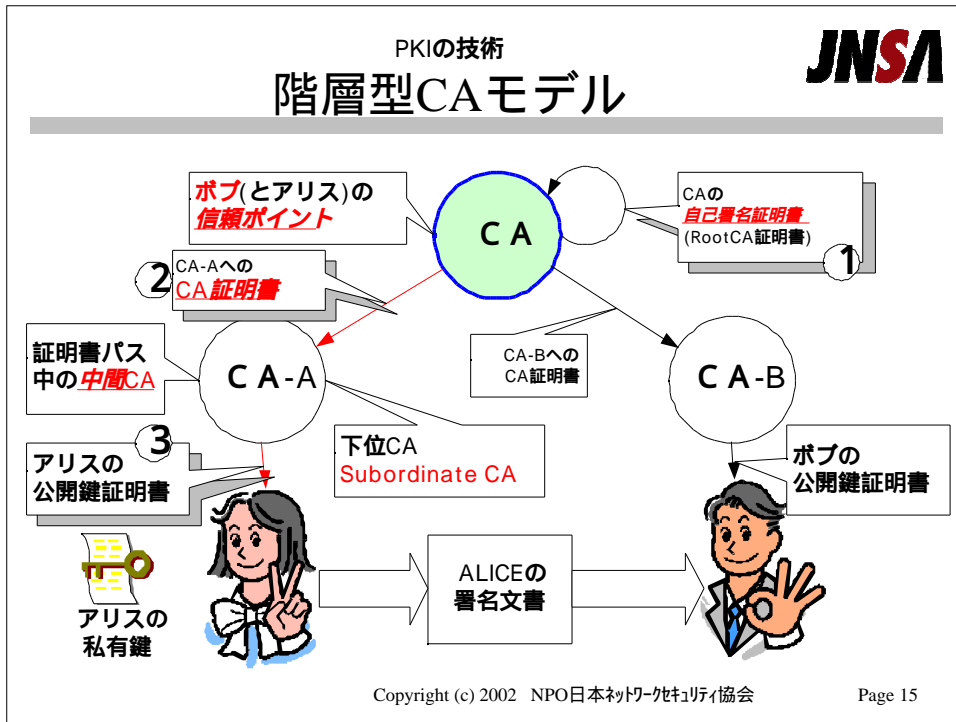 PKIの技術
階層型CAモデル
JNSA
ボブ(とアリス)の
信頼ポイント
CA
CAの
自己署名証明書
(RootCA証明書)
1
2
CA-Aへの
CA証明書
証明書パス
中の中間CA
CA-A
CA-Bへの
CA証明書
CA-B
3
アリスの
公開鍵証明書
下位CA
Subordinate CA
ボブの
公開鍵証明書
アリスの
私有鍵
ALICEの
署名文書
Copyright (c) 2002 NPO日本ネットワークセキュリティ協会
Page 15